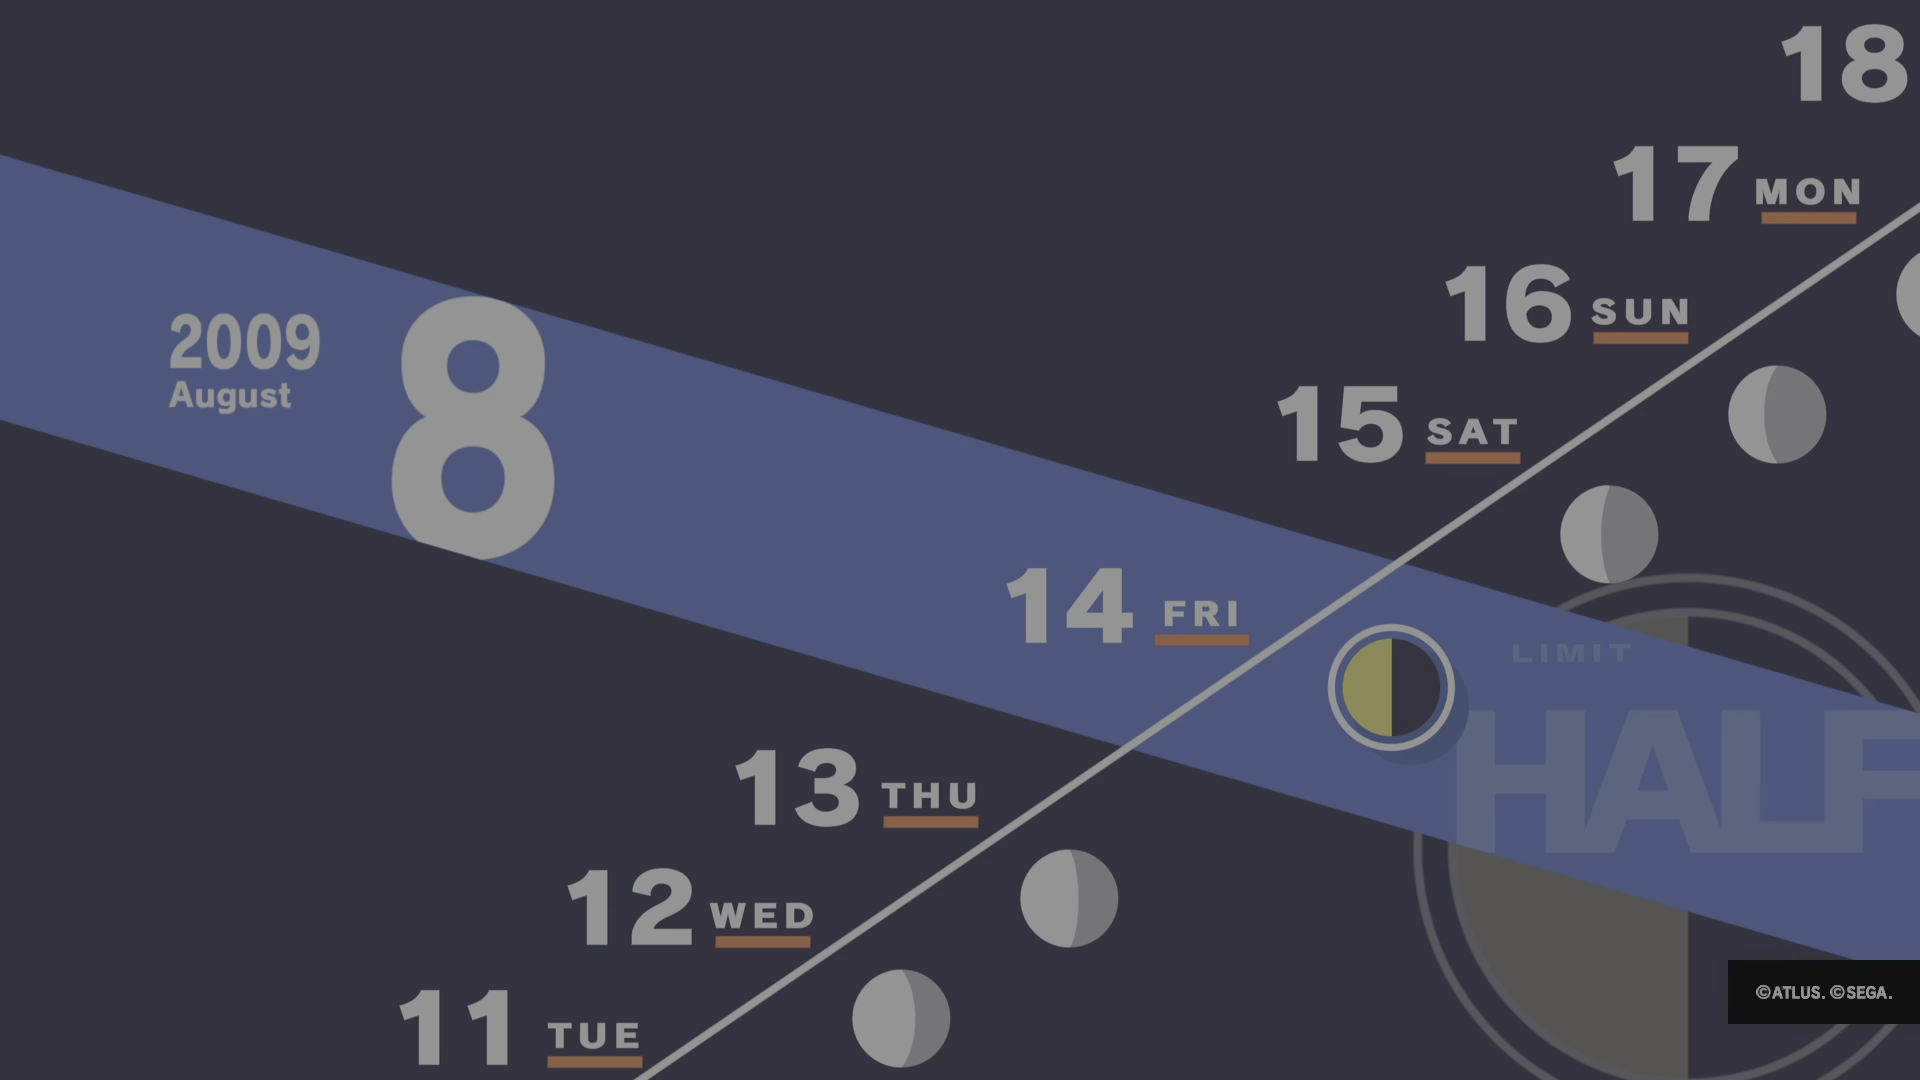 18
17 MON
16 SUN
2009
August
8
15 SAT
14 FRI
LIMIT
HALF
13 THU
12 WED
11 TUE
©ATLUS. ©SEGA.